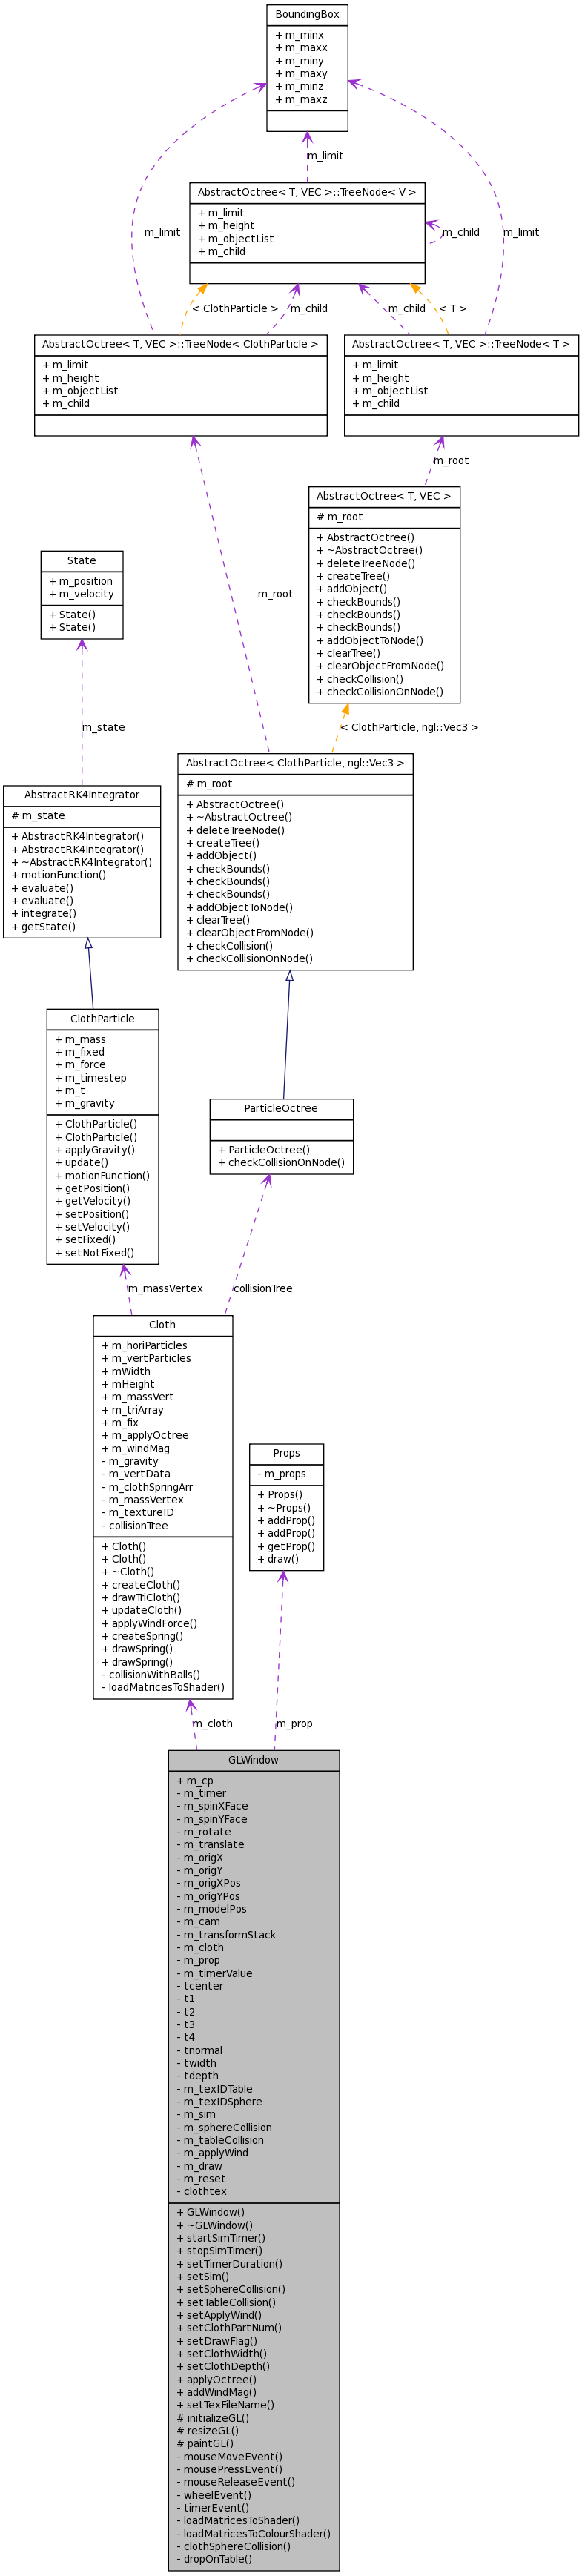 BoundingBox
+ m_minx
+ m_maxx
+ m_miny
+ m_maxy
+ m_minz
+ m_maxz
m_limit
AbstractOctree< T, VEC >::TreeNode< V >
+ m_limit
+ m_height
+ m_objectList
+ m_child
m_child
m_limit
m_limit
< ClothParticle >
m_child
m_child
< T >
AbstractOctree< T, VEC >::TreeNode< ClothParticle >
+ m_limit
+ m_height
+ m_objectList
+ m_child
AbstractOctree< T, VEC >::TreeNode< T >
+ m_limit
+ m_height
+ m_objectList
+ m_child
m_root
AbstractOctree< T, VEC >
# m_root
+ AbstractOctree()
+ ~AbstractOctree()
+ deleteTreeNode()
+ createTree()
+ addObject()
+ checkBounds()
+ checkBounds()
+ checkBounds()
+ addObjectToNode()
+ clearTree()
+ clearObjectFromNode()
+ checkCollision()
+ checkCollisionOnNode()
m_root
State
+ m_position
+ m_velocity
+ State()
+ State()
m_state
< ClothParticle, ngl::Vec3 >
AbstractOctree< ClothParticle, ngl::Vec3 >
# m_root
+ AbstractOctree()
+ ~AbstractOctree()
+ deleteTreeNode()
+ createTree()
+ addObject()
+ checkBounds()
+ checkBounds()
+ checkBounds()
+ addObjectToNode()
+ clearTree()
+ clearObjectFromNode()
+ checkCollision()
+ checkCollisionOnNode()
AbstractRK4Integrator
# m_state
+ AbstractRK4Integrator()
+ AbstractRK4Integrator()
+ ~AbstractRK4Integrator()
+ motionFunction()
+ evaluate()
+ evaluate()
+ integrate()
+ getState()
ClothParticle
+ m_mass
+ m_fixed
+ m_force
+ m_timestep
+ m_t
+ m_gravity
+ ClothParticle()
+ ClothParticle()
+ applyGravity()
+ update()
+ motionFunction()
+ getPosition()
+ getVelocity()
+ setPosition()
+ setVelocity()
+ setFixed()
+ setNotFixed()
ParticleOctree
+ ParticleOctree()
+ checkCollisionOnNode()
m_massVertex
collisionTree
Cloth
+ m_horiParticles
+ m_vertParticles
+ mWidth
+ mHeight
+ m_massVert
+ m_triArray
+ m_fix
+ m_applyOctree
+ m_windMag
- m_gravity
- m_vertData
- m_clothSpringArr
- m_massVertex
- m_textureID
- collisionTree
+ Cloth()
+ Cloth()
+ ~Cloth()
+ createCloth()
+ drawTriCloth()
+ updateCloth()
+ applyWindForce()
+ createSpring()
+ drawSpring()
+ drawSpring()
- collisionWithBalls()
- loadMatricesToShader()
Props
- m_props
+ Props()
+ ~Props()
+ addProp()
+ addProp()
+ getProp()
+ draw()
m_cloth
m_prop
GLWindow
+ m_cp
- m_timer
- m_spinXFace
- m_spinYFace
- m_rotate
- m_translate
- m_origX
- m_origY
- m_origXPos
- m_origYPos
- m_modelPos
- m_cam
- m_transformStack
- m_cloth
- m_prop
- m_timerValue
- tcenter
- t1
- t2
- t3
- t4
- tnormal
- twidth
- tdepth
- m_texIDTable
- m_texIDSphere
- m_sim
- m_sphereCollision
- m_tableCollision
- m_applyWind
- m_draw
- m_reset
- clothtex
+ GLWindow()
+ ~GLWindow()
+ startSimTimer()
+ stopSimTimer()
+ setTimerDuration()
+ setSim()
+ setSphereCollision()
+ setTableCollision()
+ setApplyWind()
+ setClothPartNum()
+ setDrawFlag()
+ setClothWidth()
+ setClothDepth()
+ applyOctree()
+ addWindMag()
+ setTexFileName()
# initializeGL()
# resizeGL()
# paintGL()
- mouseMoveEvent()
- mousePressEvent()
- mouseReleaseEvent()
- wheelEvent()
- timerEvent()
- loadMatricesToShader()
- loadMatricesToColourShader()
- clothSphereCollision()
- dropOnTable()